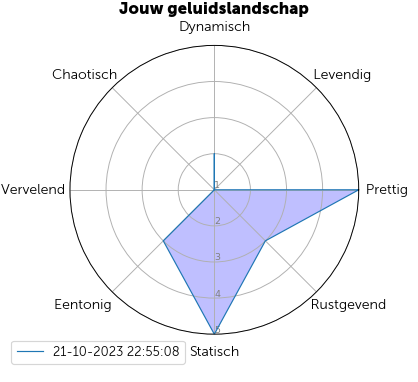 Jouw geluidslandschap
Dynamisch
Chaotisch
Levendig
Vervelend
1
Prettig
2
3
4
Eentonig
Rustgevend
5
21-10-2023 22:55:08
Statisch